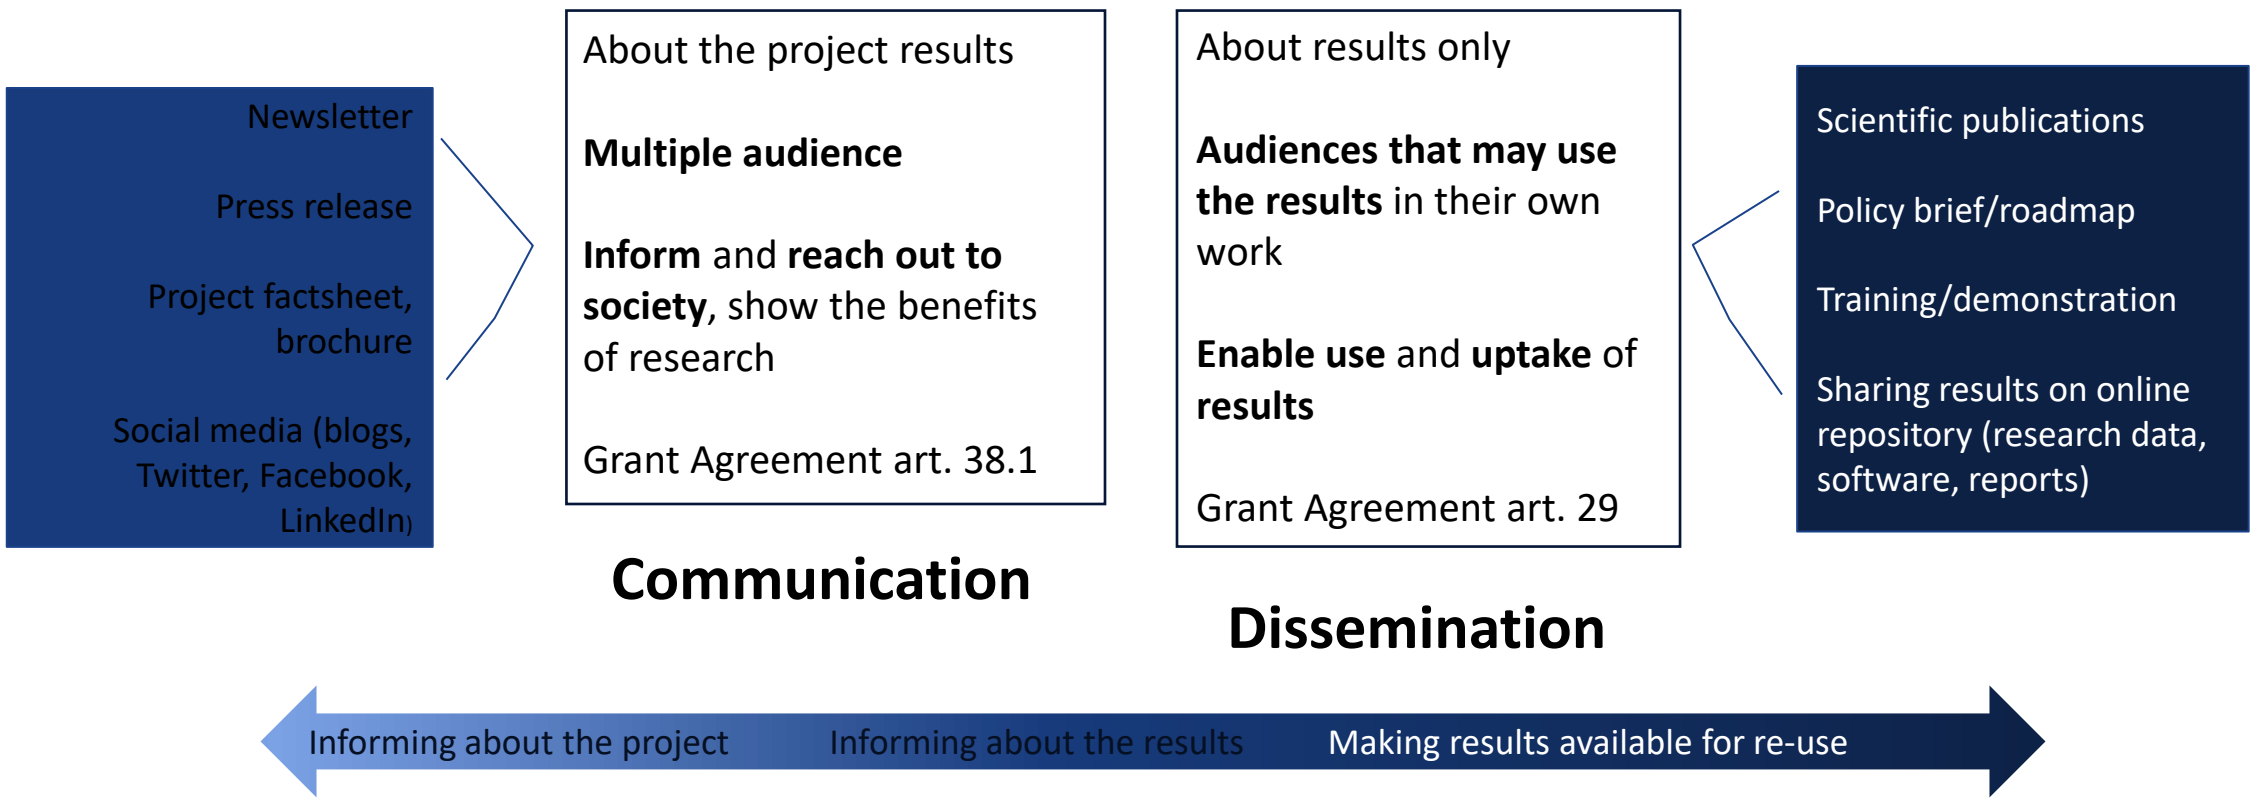 Newsletter
Press release
Project factsheet,
brochure
Social media (blogs,
Twitter, Facebook,
LinkedIn)
About the project results
Multiple audience
Inform and reach out to
society, show the benefits
of research
Grant Agreement art. 38.1
Communication
About results only
Audiences that may use
the results in their own
work
Enable use and uptake of
results
Grant Agreement art. 29
Dissemination
Scientific publications
Policy brief/roadmap
Training/demonstration
Sharing results on online
repository (research data,
software, reports)
Informing about the project
Informing about the results
Making results available for re-use